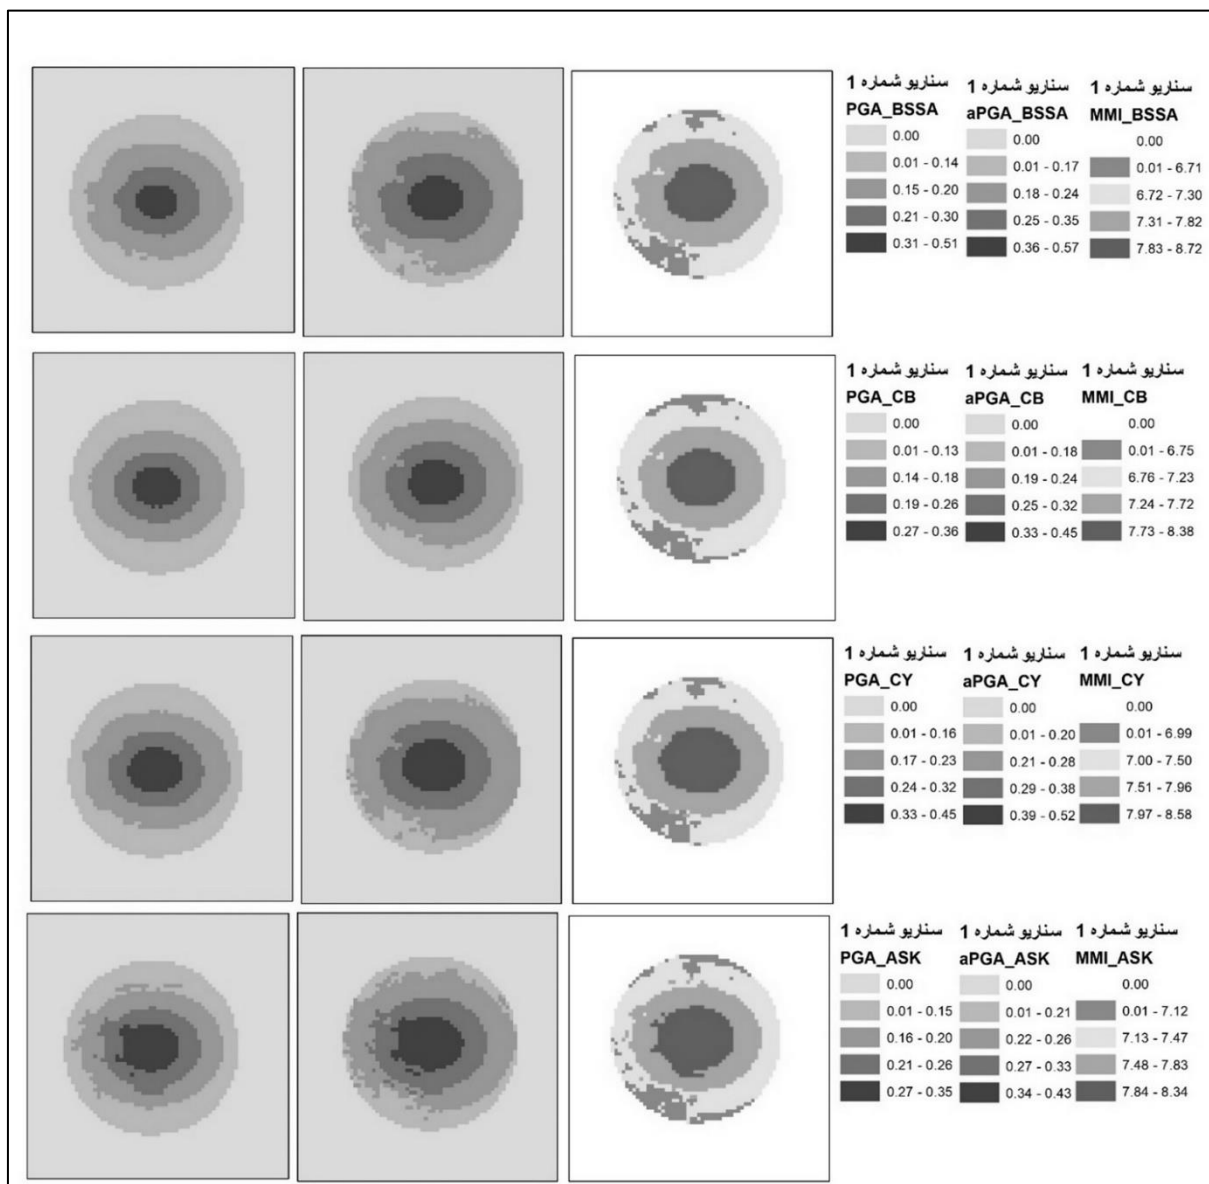 سناریو شماره 1 سناریو شماره 1 سناریو شماره 1
PGA_BSSA aPGA_BSSA MMI_BSSA
0.00 0.00 0.00
0.01 - 0.14 0.01 - 0.17 0.01 - 6.71
0.15 - 0.20 0.18 - 0.24 6.72 - 7.30
0.21 - 0.30 0.25 - 0.35 7.31 - 7.82
0.31 - 0.51 0.36 - 0.57 7.83 - 8.72
سناریو شماره 1 سناریو شماره 1 سناریو شماره 1
PGA_CB aPGA_CB MMI_CB
0.00 0.00 0.00
0.01 - 0.13 0.01 - 0.18 0.01 - 6.75
0.14 - 0.18 0.19 - 0.24 6.76 - 7.23
0.19 - 0.26 0.25 - 0.32 7.24 - 7.72
0.27 - 0.36 0.33 - 0.45 7.73 - 8.38
سناریو شماره 1 سناریو شماره 1 سناریو شماره 1
PGA_CY aPGA_CY MMI_CY
0.00 0.00 0.00
0.01 - 0.16 0.01 - 0.20 0.01 - 6.99
0.17 - 0.23 0.21 - 0.28 7.00 - 7.50
0.24 - 0.32 0.29 - 0.38 7.51 - 7.96
0.33 - 0.45 0.39 - 0.52 7.97 - 8.58
سناریو شماره 1 سناریو شماره 1 سناریو شماره 1
PGA_ASK aPGA_ASK MMI_ASK
0.00 0.00 0.00
0.01 - 0.15 0.01 - 0.21 0.01 - 7.12
0.16 - 0.20 0.22 - 0.26 7.13 - 7.47
0.21 - 0.26 0.27 - 0.33 7.48 - 7.83
0.27 - 0.35 0.34 - 0.43 7.84 - 8.34